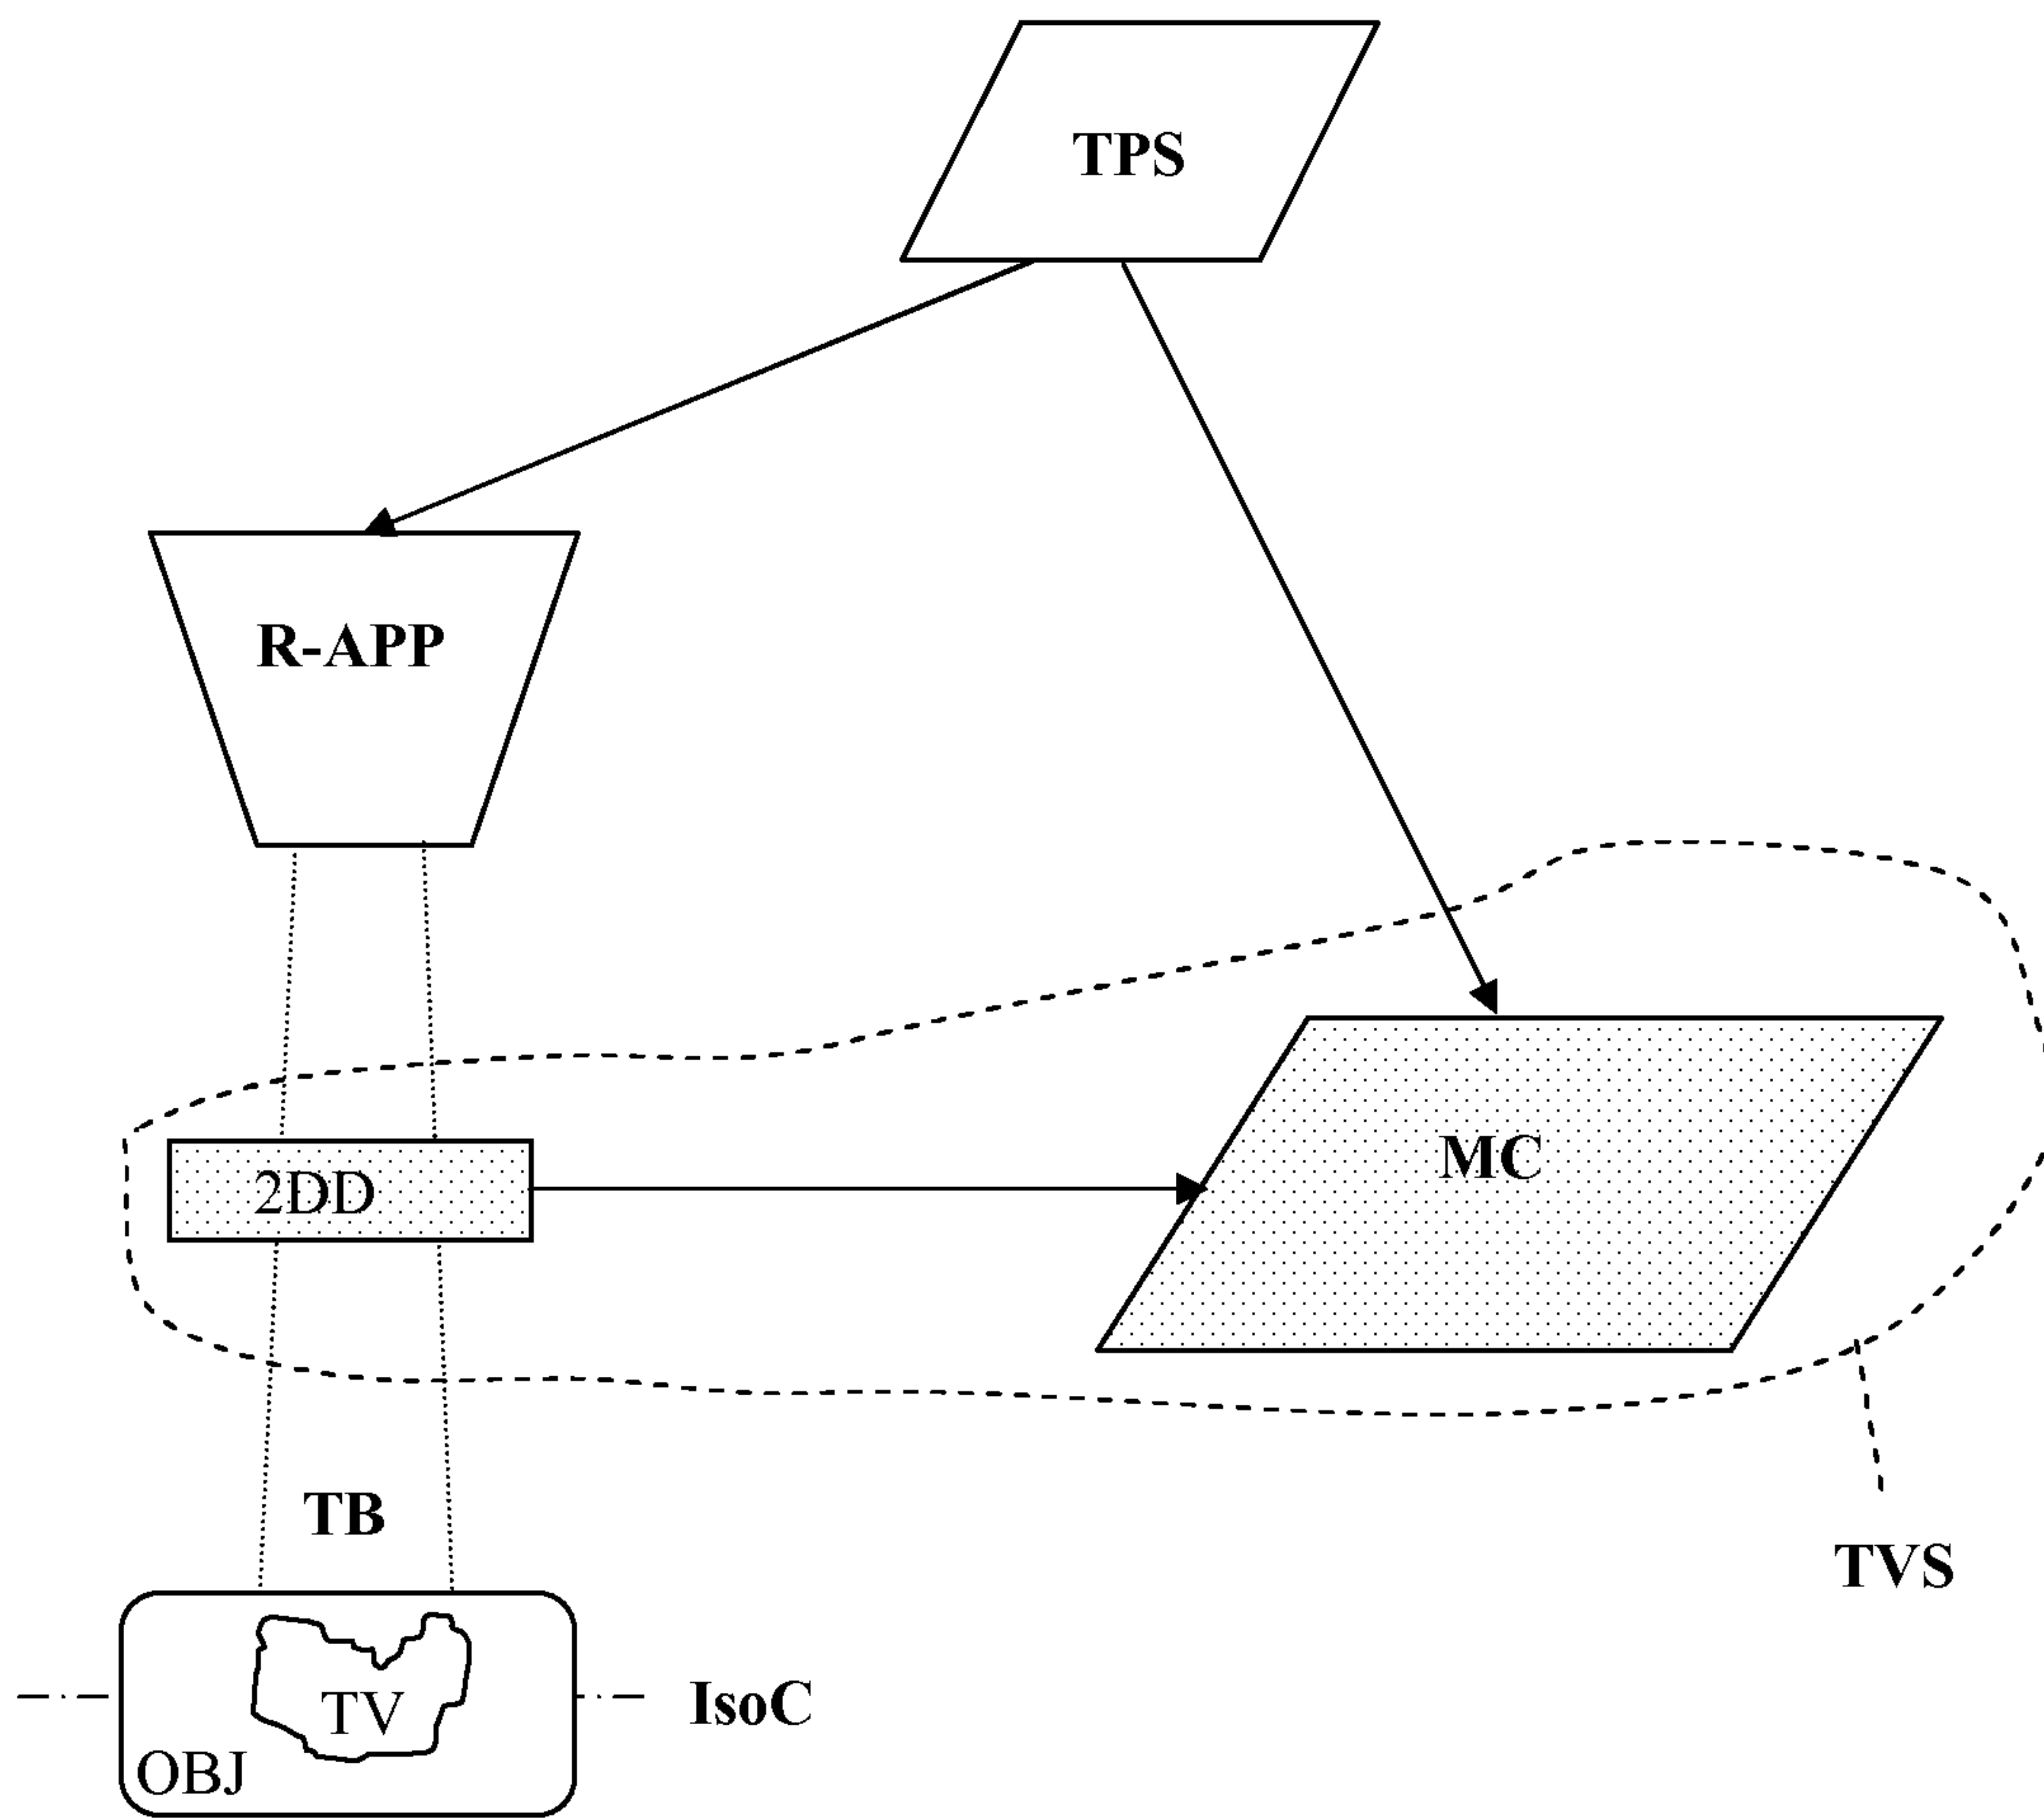 TPS
R-APP
MC
2DD
TB
TVS
TV
IsoC
OBJ